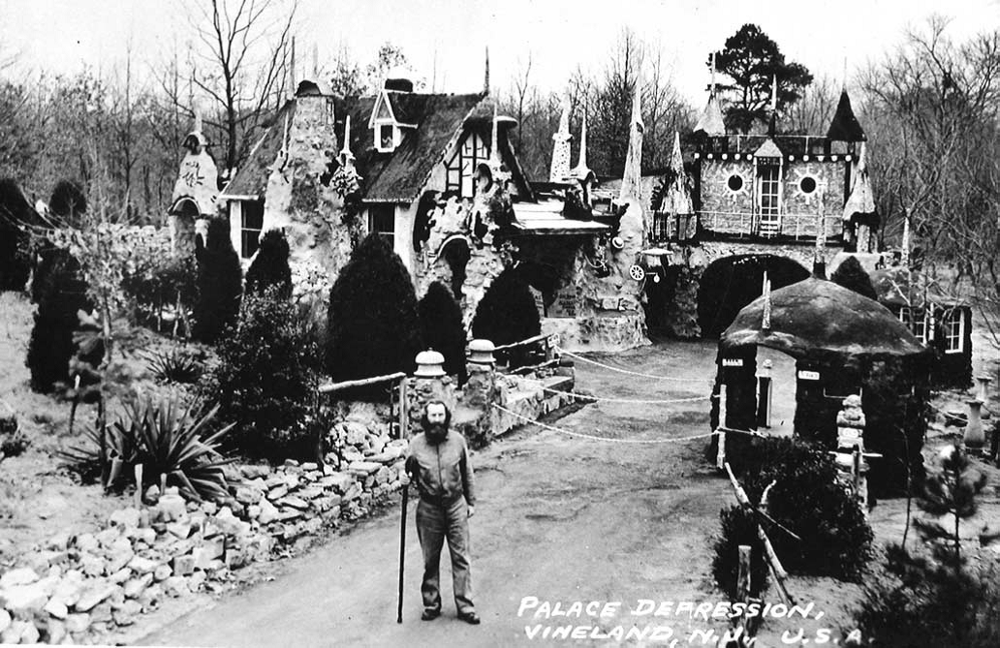 PALACE DEPRESSION,
VINELAND, N.J., U.S.A